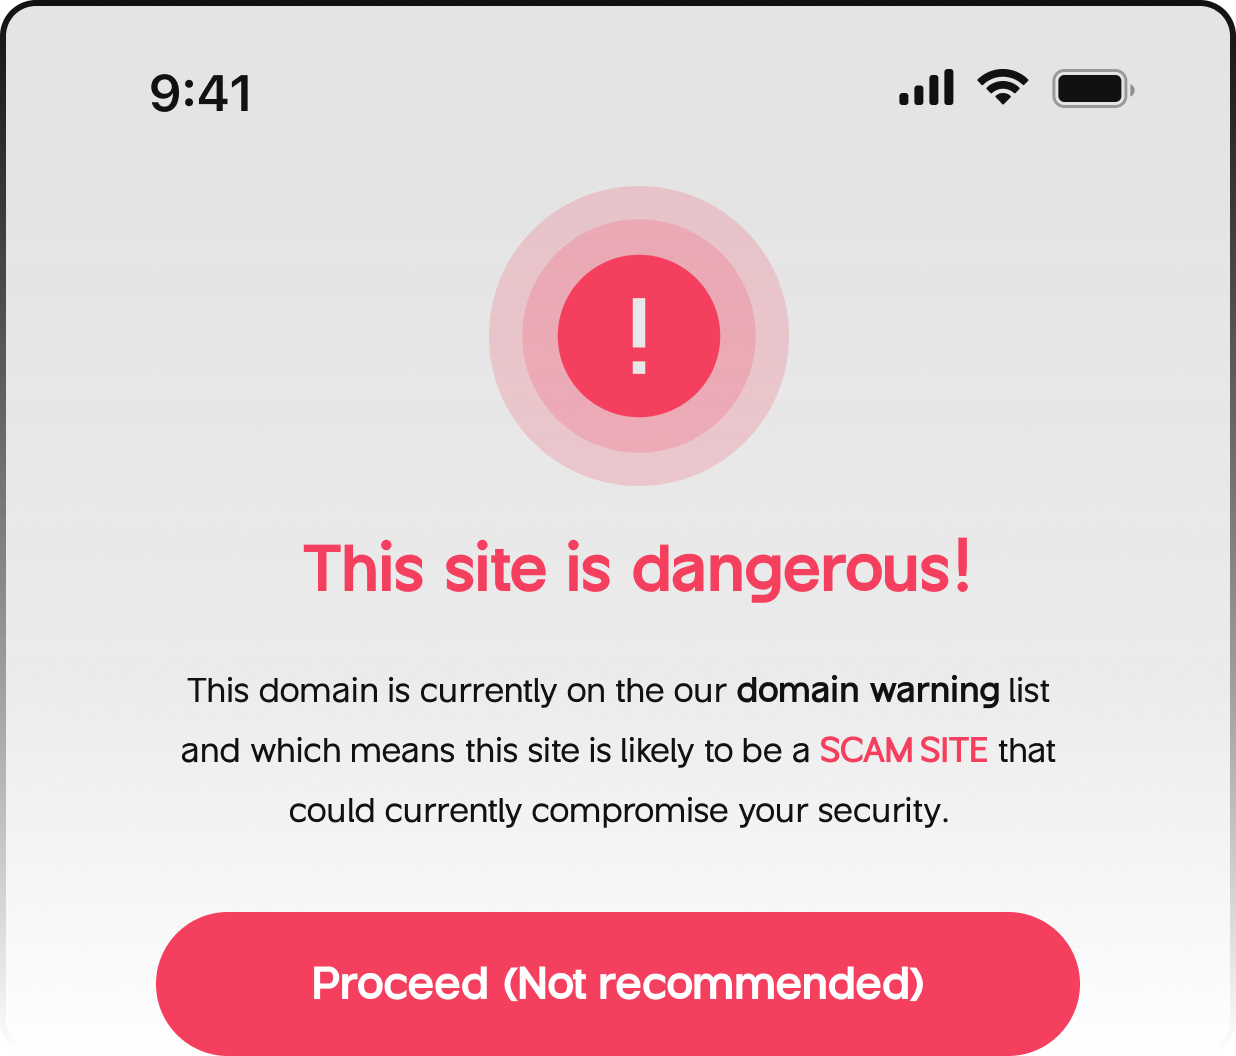 9:41
!
This site is dangerous!
This domain is currently on the our domain warning list
and which means this site is likely to be a SCAM SITE that
could currently compromise your security.
Proceed (Not recommended)